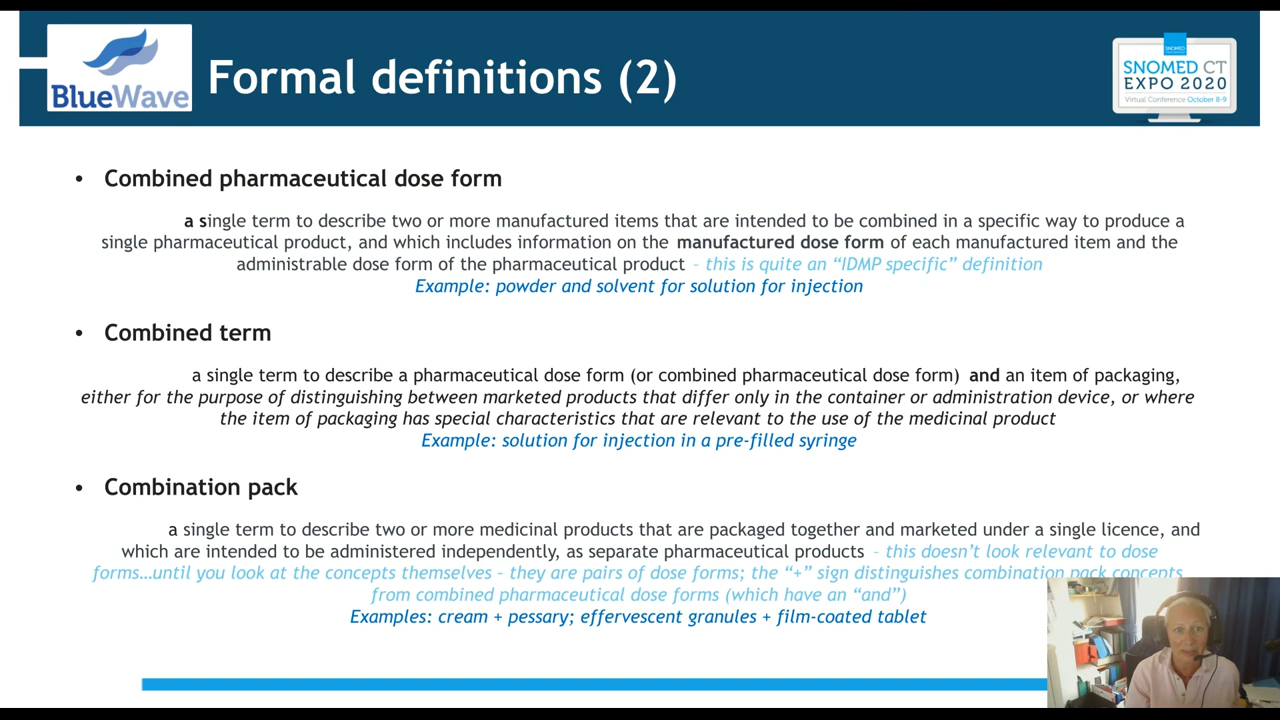 BlueWave
Formal definitions (2)
SNOMED
SNOMED CT
EXPO 2020
Virtual Conference October 8-9
• Combined pharmaceutical dose form
a single term to describe two or more manufactured items that are intended to be combined in a specific way to produce a
single pharmaceutical product, and which includes information on the manufactured dose form of each manufactured item and the
administrable dose form of the pharmaceutical product – this is quite an “IDMP specific” definition
Example: powder and solvent for solution for injection
• Combined term
a single term to describe a pharmaceutical dose form (or combined pharmaceutical dose form) and an item of packaging,
either for the purpose of distinguishing between marketed products that differ only in the container or administration device, or where
the item of packaging has special characteristics that are relevant to the use of the medicinal product
Example: solution for injection in a pre-filled syringe
• Combination pack
a single term to describe two or more medicinal products that are packaged together and marketed under a single licence, and
which are intended to be administered independently, as separate pharmaceutical products – this doesn’t look relevant to dose
forms…until you look at the concepts themselves – they are pairs of dose forms; the “+” sign distinguishes combination pack concepts
from combined pharmaceutical dose forms (which have an “and”)
Examples: cream + pessary; effervescent granules + film-coated tablet